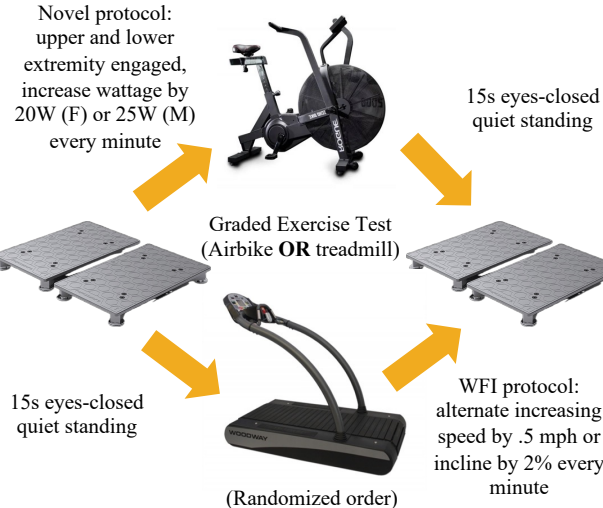 Novel protocol:
upper and lower
extremity engaged,
increase wattage by
20W (F) or 25W (M)
every minute
15s eyes-closed
quiet standing
Graded Exercise Test
(Airbike OR treadmill)
15s eyes-closed
quiet standing
WFI protocol:
alternate increasing
speed by .5 mph or
incline by 2% every
minute
(Randomized order)
ROGUE
WOODWAY